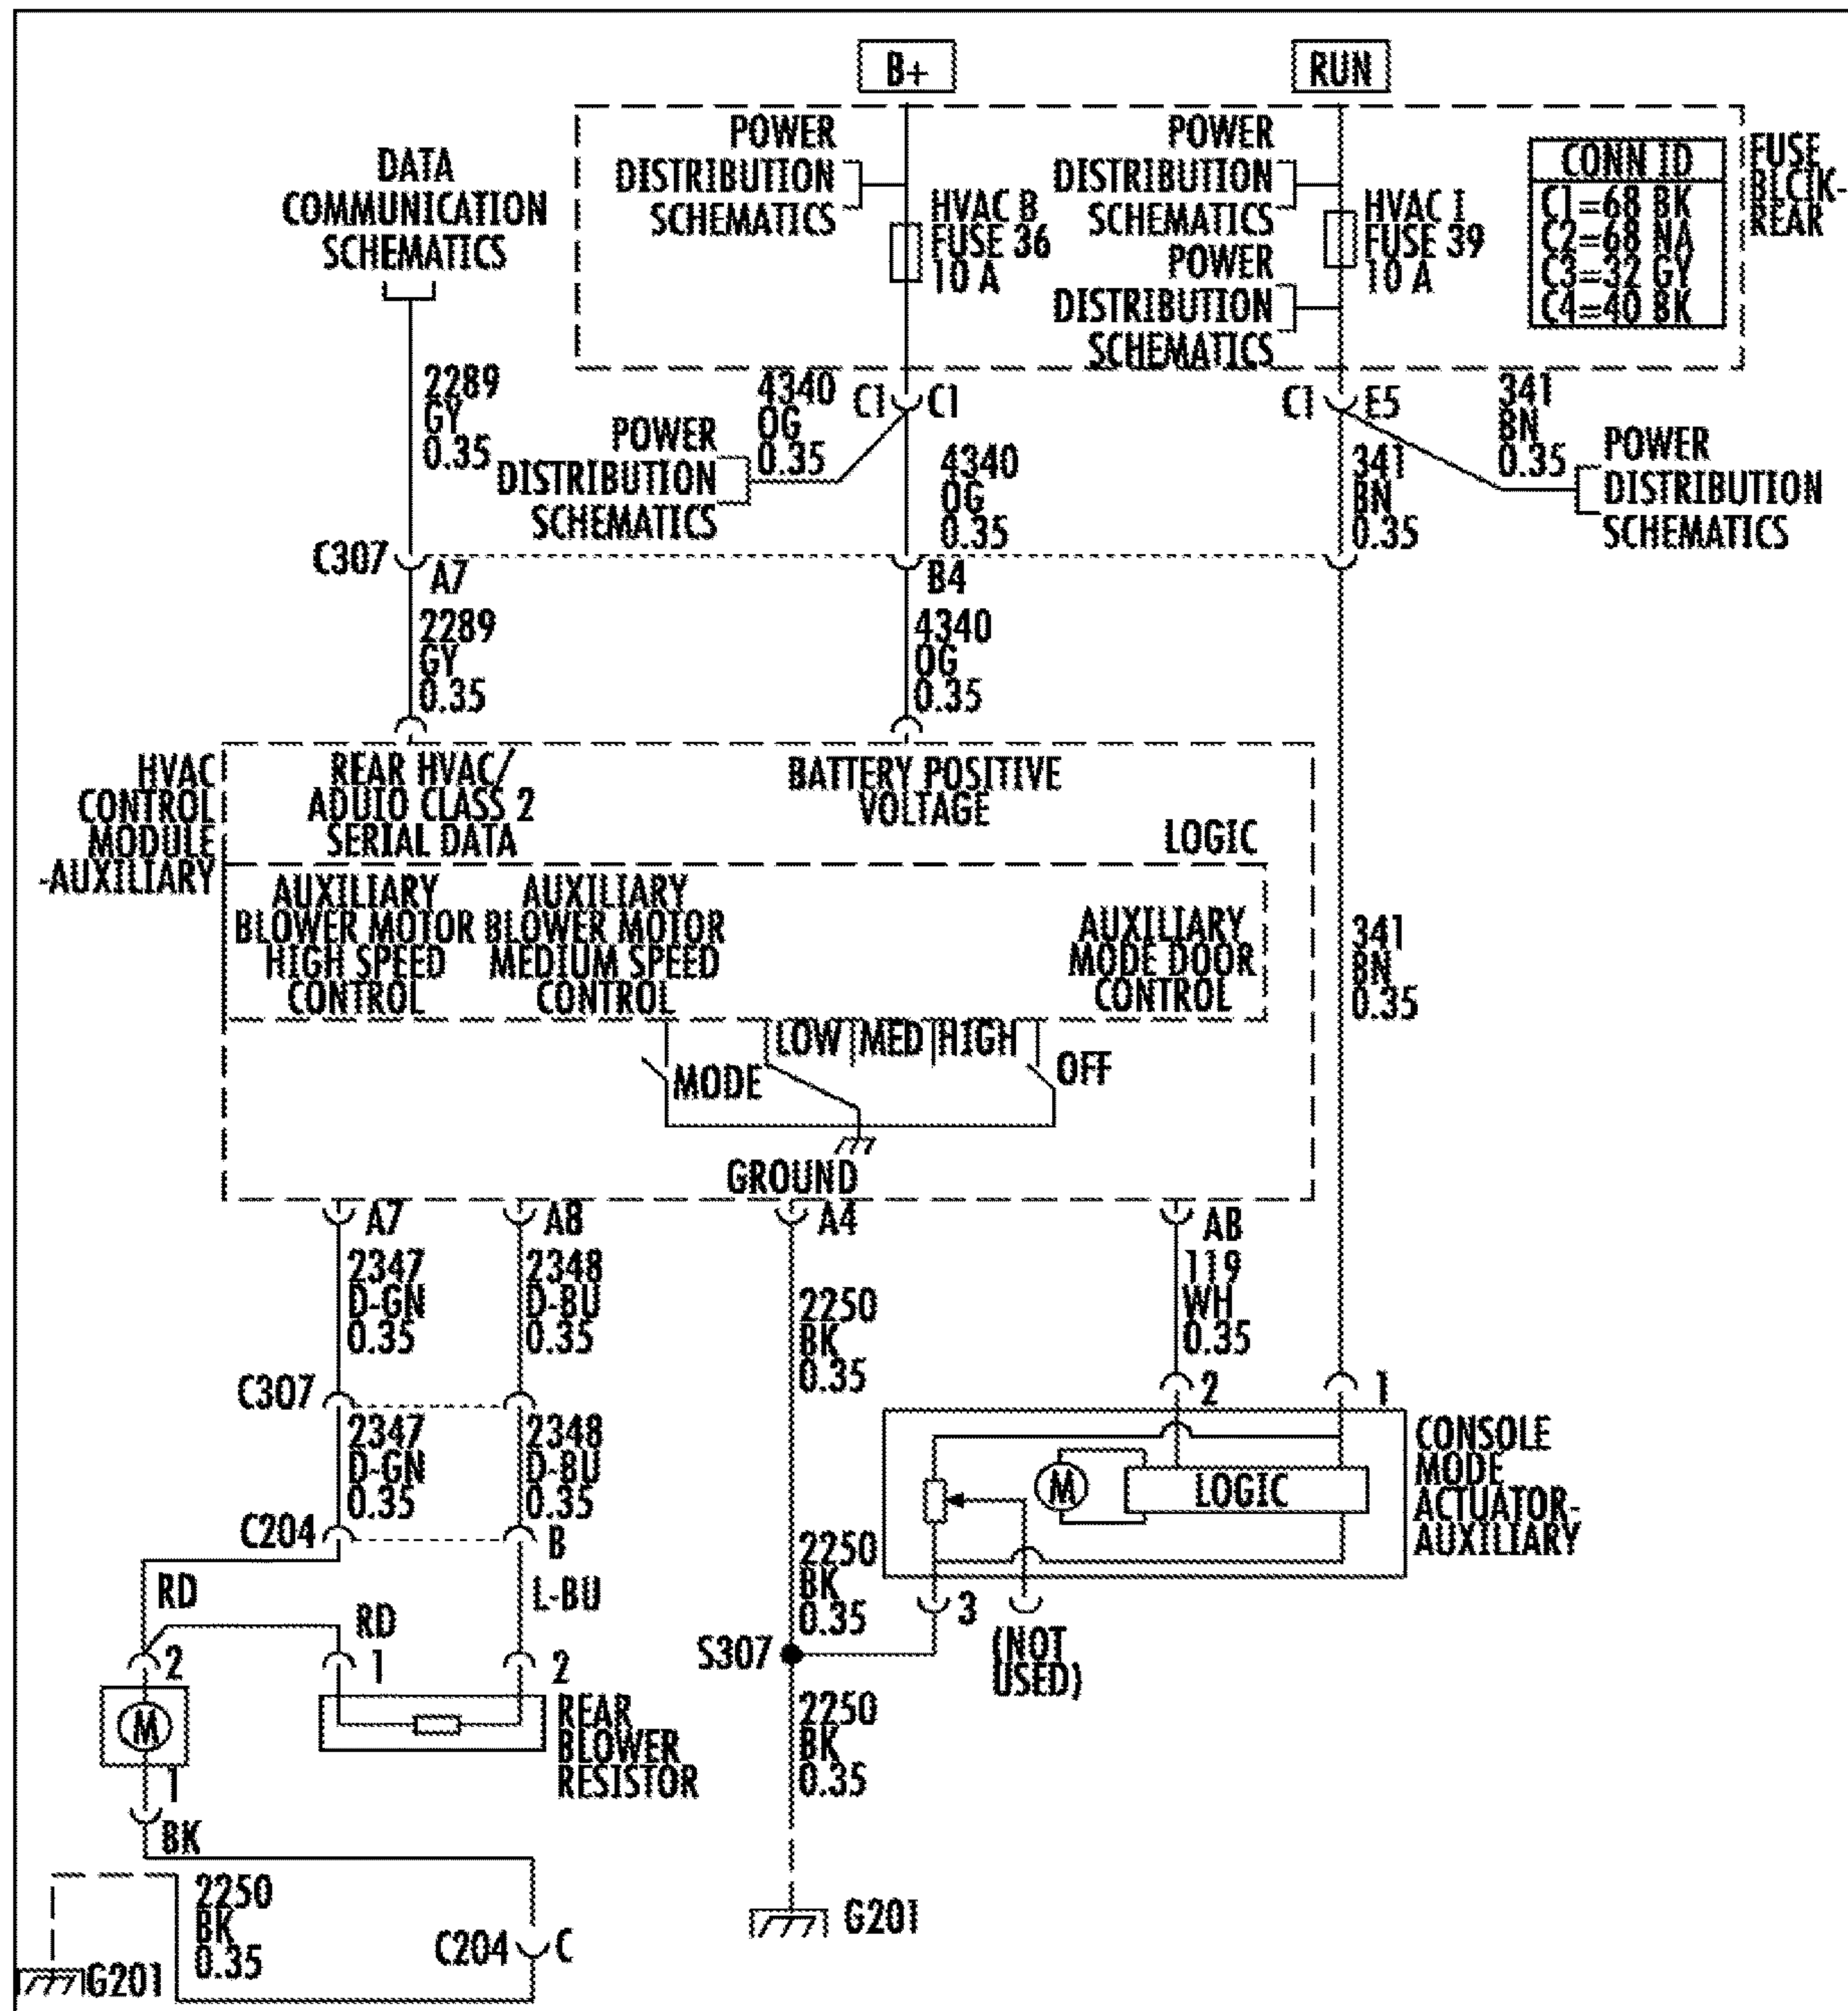 B+
RUN
DATA
COMMUNICATION
SCHEMATICS
POWER
DISTRIBUTION
SCHEMATICS
HVAC B
FUSE 36
10 A
POWER
DISTRIBUTION
SCHEMATICS
POWER
DISTRIBUTION
SCHEMATICS
HVAC I
FUSE 39
10 A
CONN ID
C1=68 BK
C2=68 NA
C3=32 GY
C4=40 BK
FUSE
BLCIK-
REAR
2289
GY
0.35
4340
OG
0.35
C1 C1
C1 E5
341
BN
0.35
POWER
DISTRIBUTION
SCHEMATICS
4340
OG
0.35
341
BN
0.35
POWER
DISTRIBUTION
SCHEMATICS
C307
A7
B4
2289
GY
0.35
4340
OG
0.35
HVAC
CONTROL
MODULE
-AUXILIARY
REAR HVAC/
ADUIO CLASS 2
SERIAL DATA
BATTERY POSITIVE
VOLTAGE
LOGIC
AUXILIARY
BLOWER MOTOR
HIGH SPEED
CONTROL
AUXILIARY
BLOWER MOTOR
MEDIUM SPEED
CONTROL
AUXILIARY
MODE DOOR
CONTROL
341
BN
0.35
LOW MED HIGH
MODE
OFF
GROUND
A7
A8
A4
AB
2347
D-GN
0.35
2348
D-BU
0.35
2250
BK
0.35
119
WH
0.35
C307
2
1
2347
D-GN
0.35
2348
D-BU
0.35
CONSOLE
MODE
ACTUATOR-
AUXILIARY
M
LOGIC
C204
B
2250
BK
0.35
RD
RD
L-BU
3
(NOT
USED)
S307
2
1
2
M
REAR
BLOWER
RESISTOR
2250
BK
0.35
1
BK
2250
BK
0.35
C204 C
G201
G201